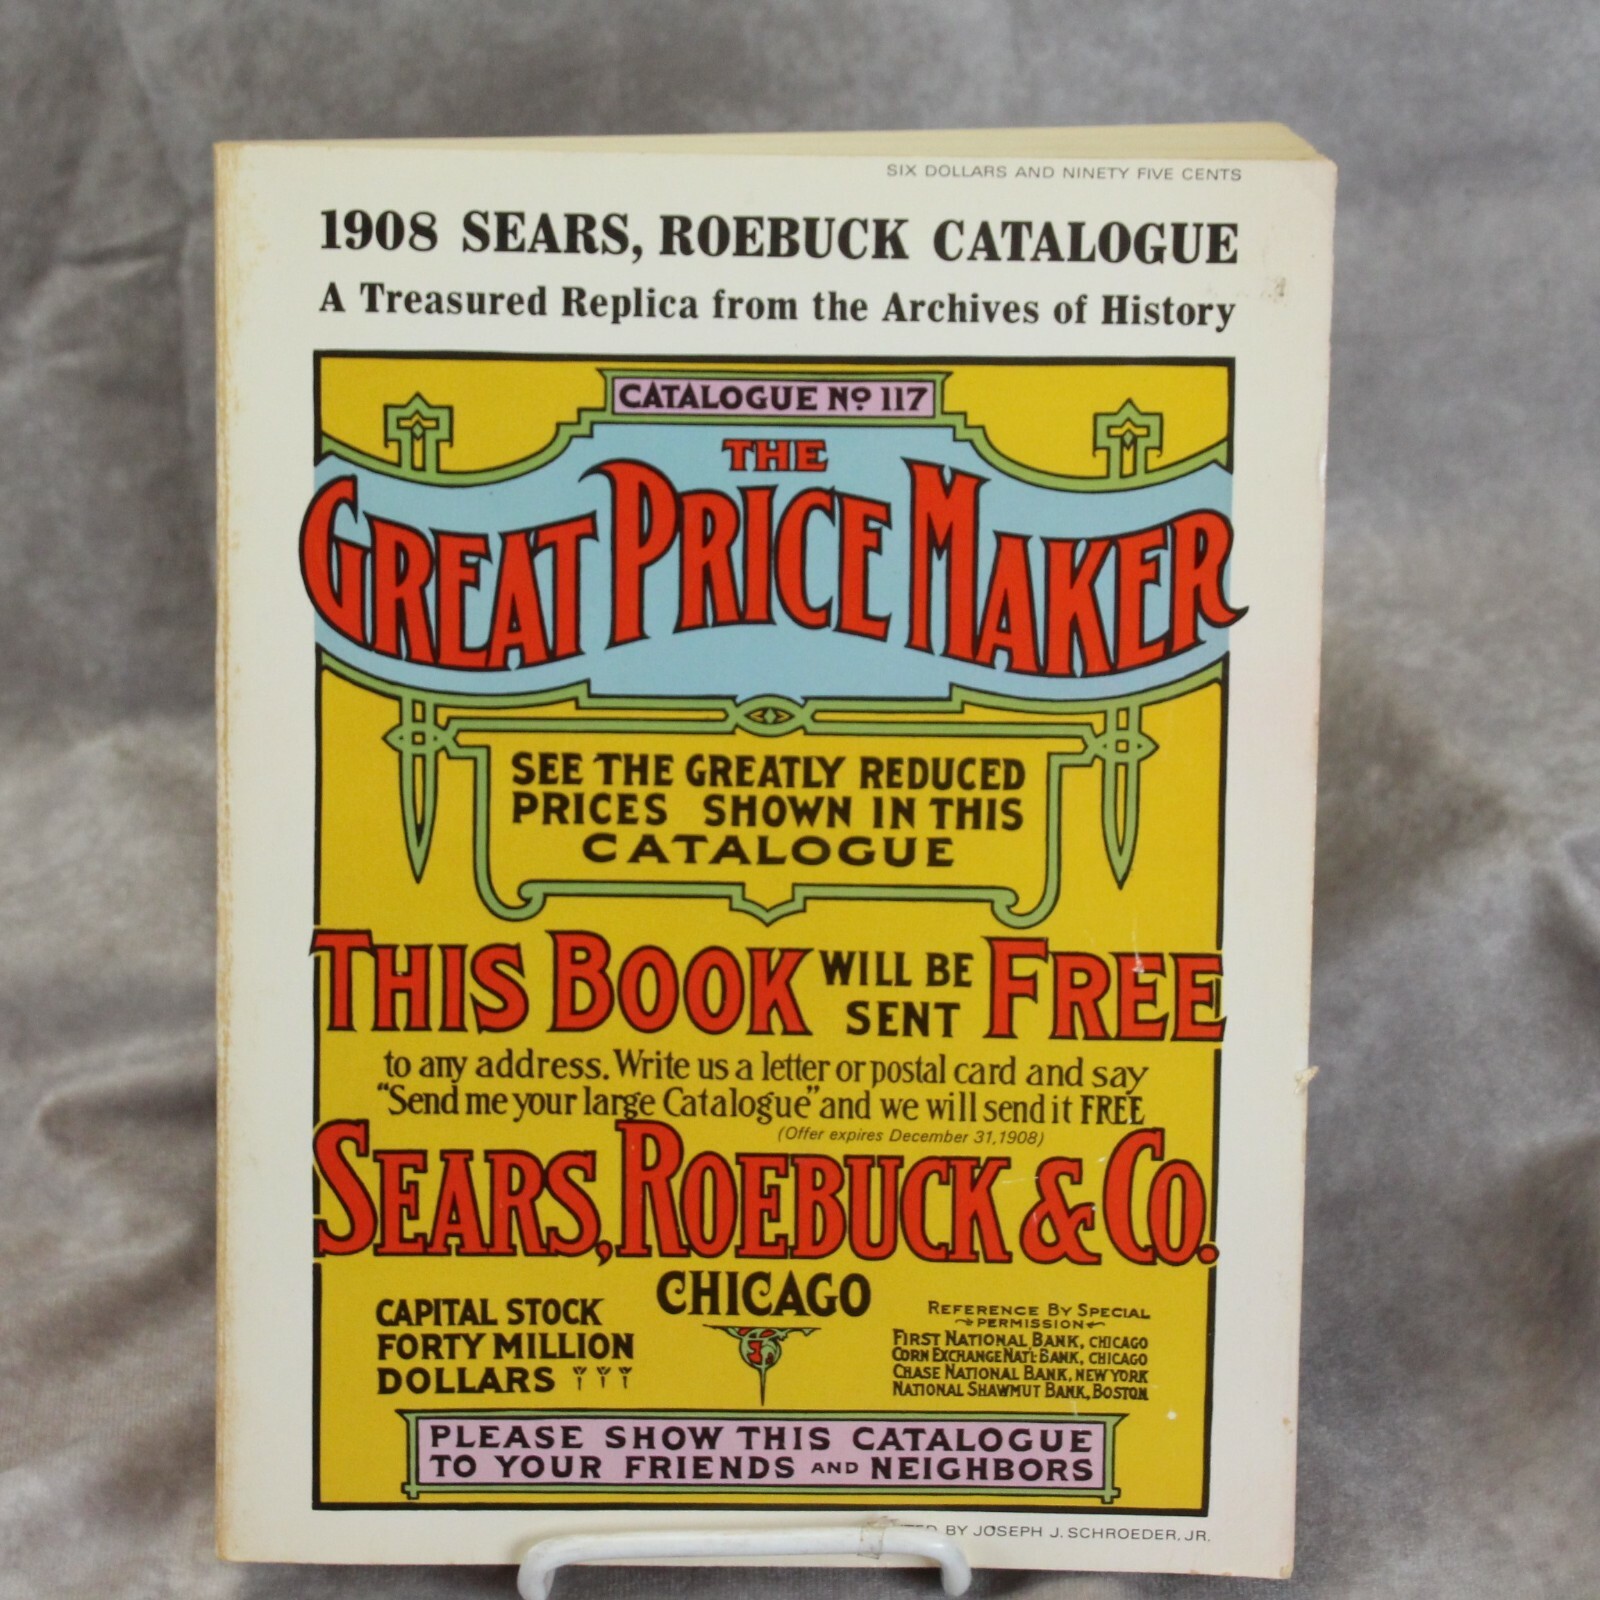 SIX DOLLARS AND NINETY FIVE CENTS
1908 SEARS, ROEBUCK CATALOGUE
A Treasured Replica from the Archives of History
CATALOGUE No 117
THE
GREAT PRICE MAKER
SEE THE GREATLY REDUCED
PRICES SHOWN IN THIS
CATALOGUE
THIS BOOK WILL BE SENT FREE
to any address. Write us a letter or postal card and say
"Send me your large Catalogue" and we will send it FREE
(Offer expires December 31, 1908)
SEARS, ROEBUCK & CO.
CHICAGO
CAPITAL STOCK
FORTY MILLION
DOLLARS
REFERENCE BY SPECIAL
PERMISSION
FIRST NATIONAL BANK, CHICAGO
CORN EXCHANGE NAT'L BANK, CHICAGO
CHASE NATIONAL BANK, NEW YORK
NATIONAL SHAWMUT BANK, BOSTON
PLEASE SHOW THIS CATALOGUE
TO YOUR FRIENDS AND NEIGHBORS
BY JOSEPH J. SCHROEDER, JR.